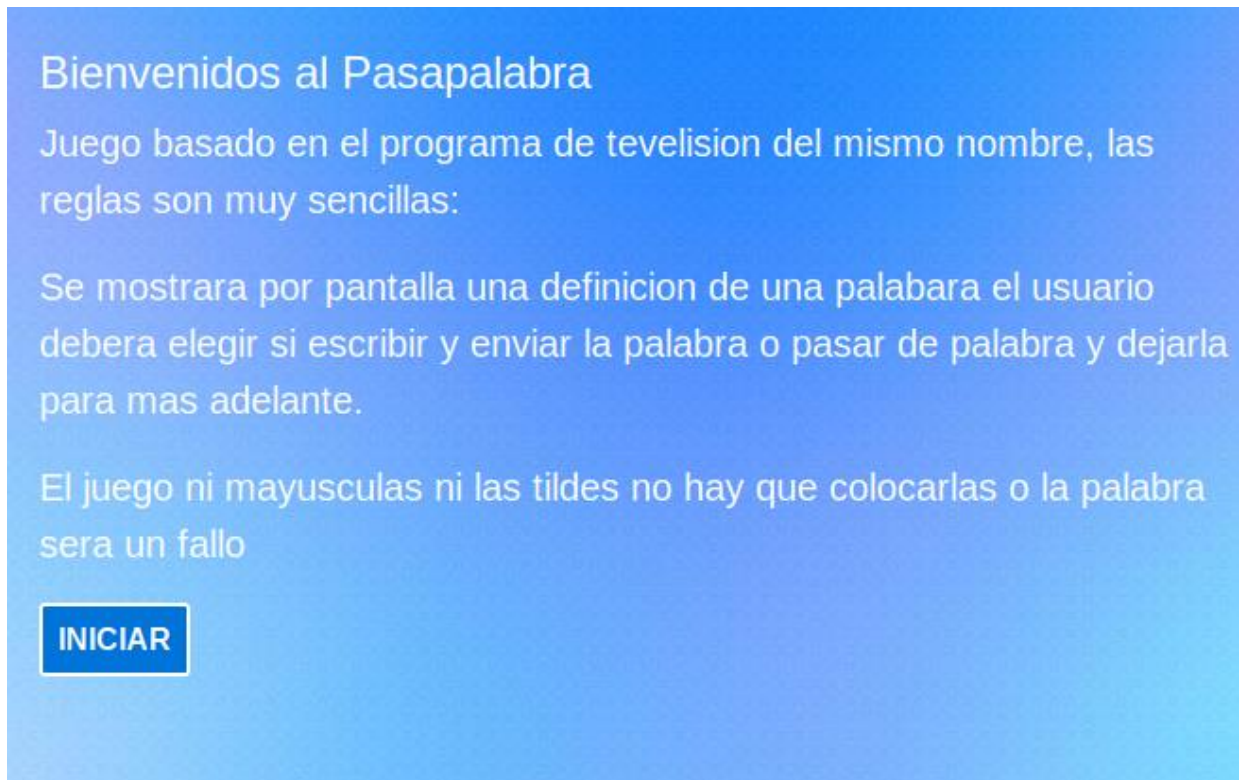 Bienvenidos al Pasapalabra
Juego basado en el programa de tevelision del mismo nombre, las
reglas son muy sencillas:
Se mostrara por pantalla una definicion de una palabara el usuario
debera elegir si escribir y enviar la palabra o pasar de palabra y dejarla
para mas adelante.
El juego ni mayusculas ni las tildes no hay que colocarlas o la palabra
sera un fallo
INICIAR